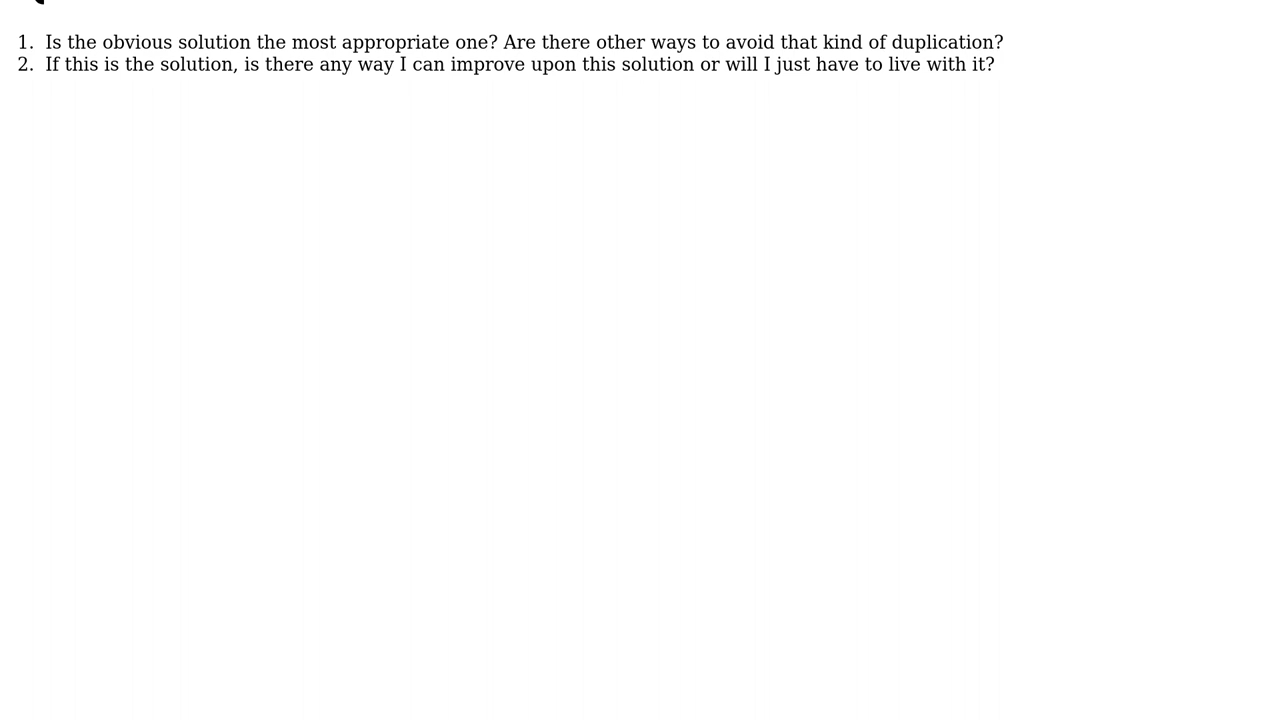 1. Is the obvious solution the most appropriate one? Are there other ways to avoid that kind of duplication?
2. If this is the solution, is there any way I can improve upon this solution or will I just have to live with it?